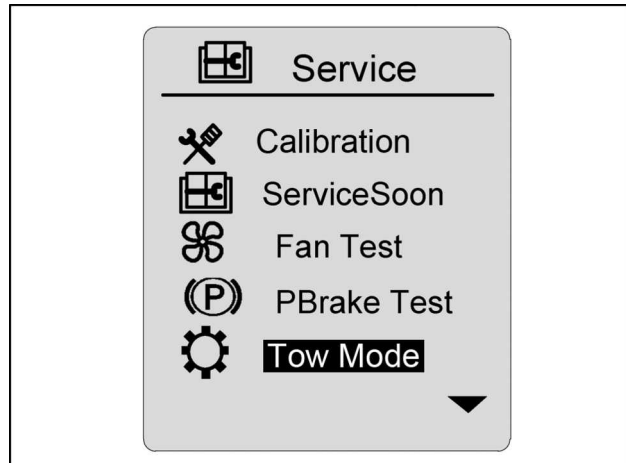 Service
Calibration
ServiceSoon
Fan Test
(P) PBrake Test
Tow Mode